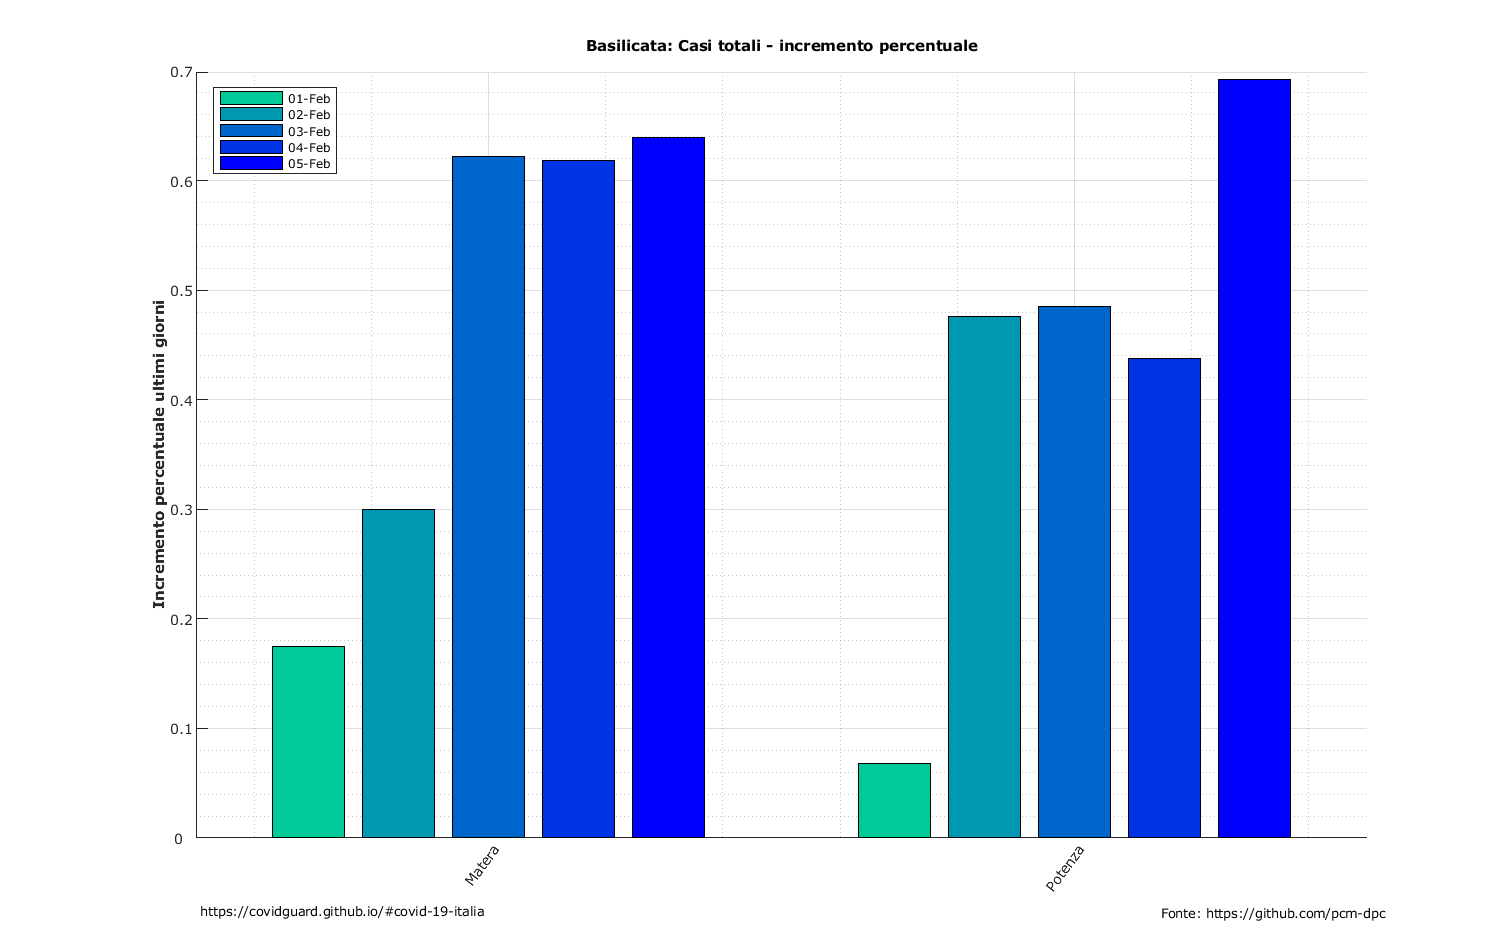 Basilicata: Casi totali - incremento percentuale
Incremento percentuale ultimi giorni
0.7
0.6
0.5
0.4
0.3
0.2
0.1
0
01-Feb
02-Feb
03-Feb
04-Feb
05-Feb
Matera
Potenza
https://covidguard.github.io/#covid-19-italia
Fonte: https://github.com/pcm-dpc